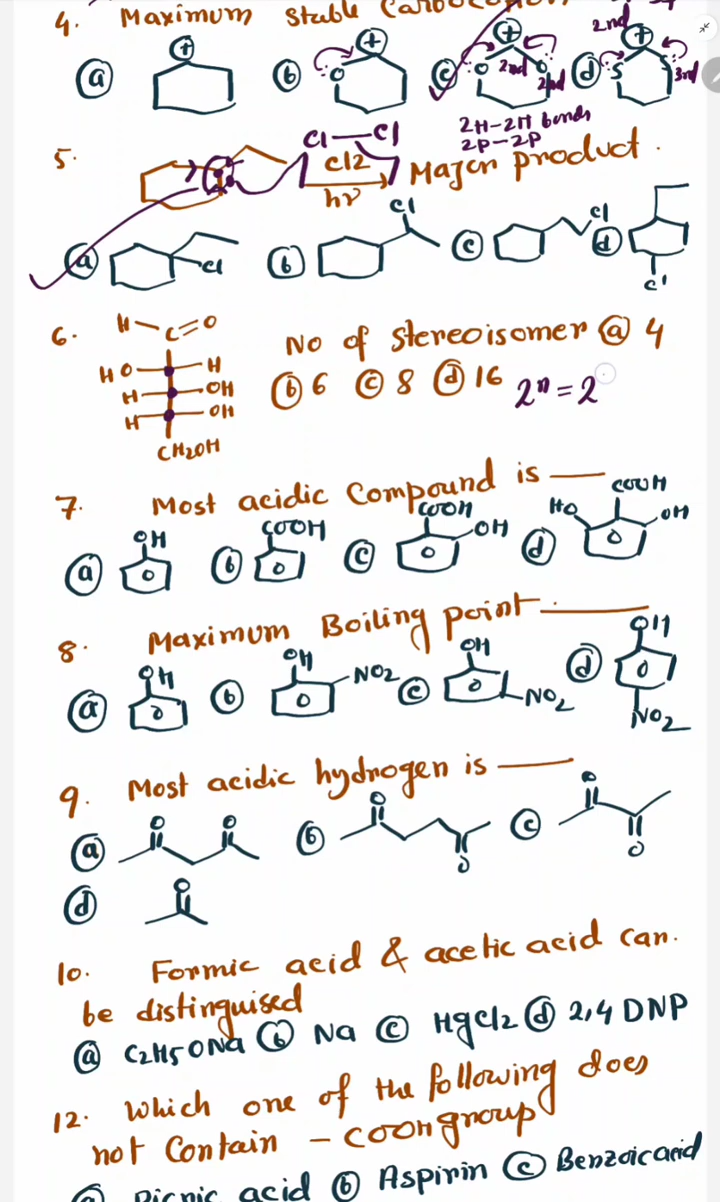 4. Maximum Stable Carbocation
2nd
(a) + (b) + O (c) + O O 2nd 2nd (d) + S 3rd
2π-2π bonds
2p-2p
5. Cl—Cl
Cl2
hν
Major product.
(a) Cl (b) Cl (c) Cl (d) Cl
6. H C=O
HO H
H OH
H OH
CH2OH
No of stereoisomer (a) 4
(b) 6 (c) 8 (d) 16 2ⁿ = 2
7. Most acidic Compound is ——
(a) OH (b) COOH (c) COOH OH (d) HO COOH OH
8. Maximum Boiling point. ——
(a) OH (b) OH NO2 (c) OH NO2 (d) OH NO2
9. Most acidic hydrogen is ——
(a) O O (b) O O (c) O O
(d) O
10. Formic acid & acetic acid can.
be distinguised
(a) C2H5ONa (b) Na (c) HgCl2 (d) 2,4 DNP
12. Which one of the following does
not Contain - COOH group
(a) Picric acid (b) Aspirin (c) Benzoic acid